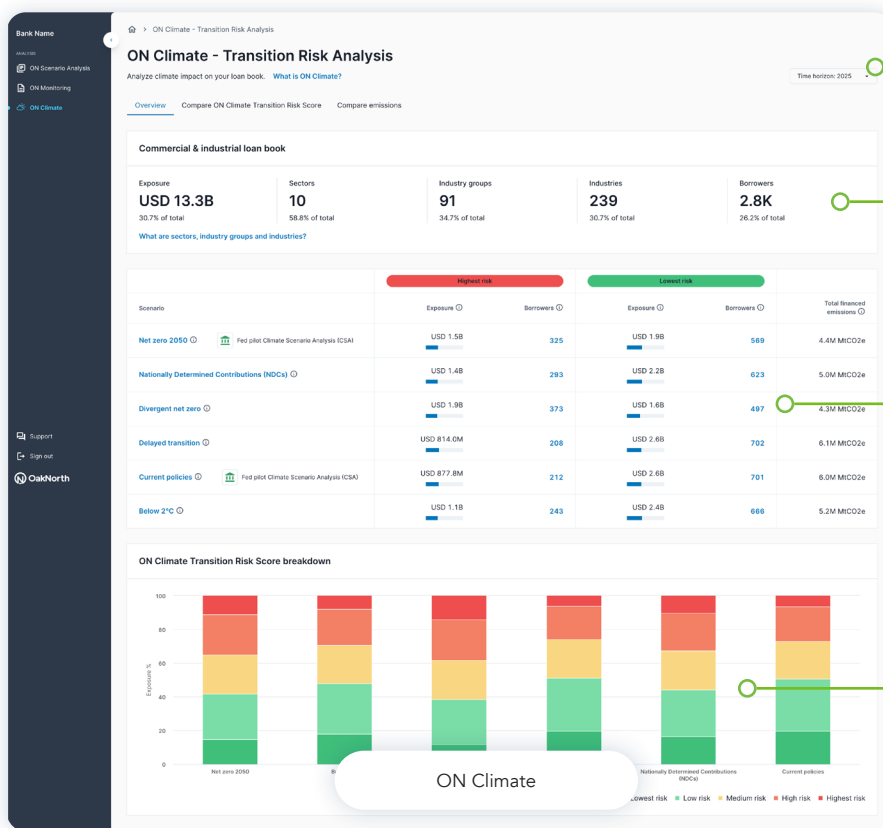 Bank Name
ANALYSIS
ON Scenario Analysis
ON Monitoring
ON Climate
Support
Sign out
OakNorth
ON Climate - Transition Risk Analysis
ON Climate - Transition Risk Analysis
Analyze climate impact on your loan book. What is ON Climate?
Time horizon: 2025
Overview Compare ON Climate Transition Risk Score Compare emissions
Commercial & industrial loan book
Exposure Sectors Industry groups Industries Borrowers
USD 13.3B 10 91 239 2.8K
30.7% of total 58.8% of total 34.7% of total 30.7% of total 26.2% of total
What are sectors, industry groups and industries?
Highest risk Lowest risk
Scenario Exposure Borrowers Exposure Borrowers Total financed
emissions
Net zero 2050 Fed pilot Climate Scenario Analysis (CSA) USD 1.5B 325 USD 1.9B 569 4.4M MtCO2e
Nationally Determined Contributions (NDCs) USD 1.4B 293 USD 2.2B 623 5.0M MtCO2e
Divergent net zero USD 1.9B 373 USD 1.6B 497 4.3M MtCO2e
Delayed transition USD 814.0M 208 USD 2.6B 702 6.1M MtCO2e
Current policies Fed pilot Climate Scenario Analysis (CSA) USD 877.8M 212 USD 2.6B 701 6.0M MtCO2e
Below 2°C USD 1.1B 243 USD 2.4B 666 5.2M MtCO2e
ON Climate Transition Risk Score breakdown
Exposure %
100
80
60
40
20
0
Net zero 2050 Nationally Determined Contributions Current policies
(NDCs)
ON Climate
Lowest risk Low risk Medium risk High risk Highest risk